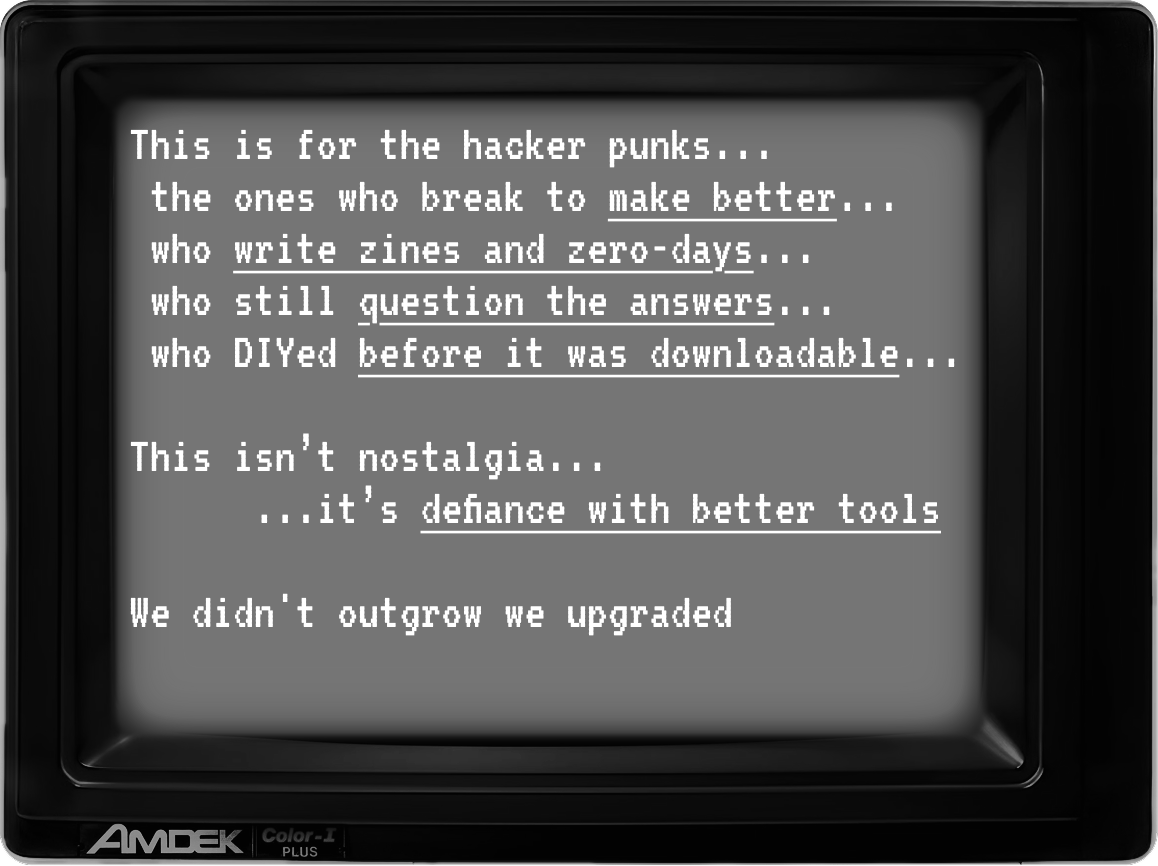 This is for the hacker punks...
the ones who break to make better...
who write zines and zero-days...
who still question the answers...
who DIYed before it was downloadable...
This isn’t nostalgia...
...it’s defiance with better tools
We didn't outgrow we upgraded
AMDEK Color-I
PLUS